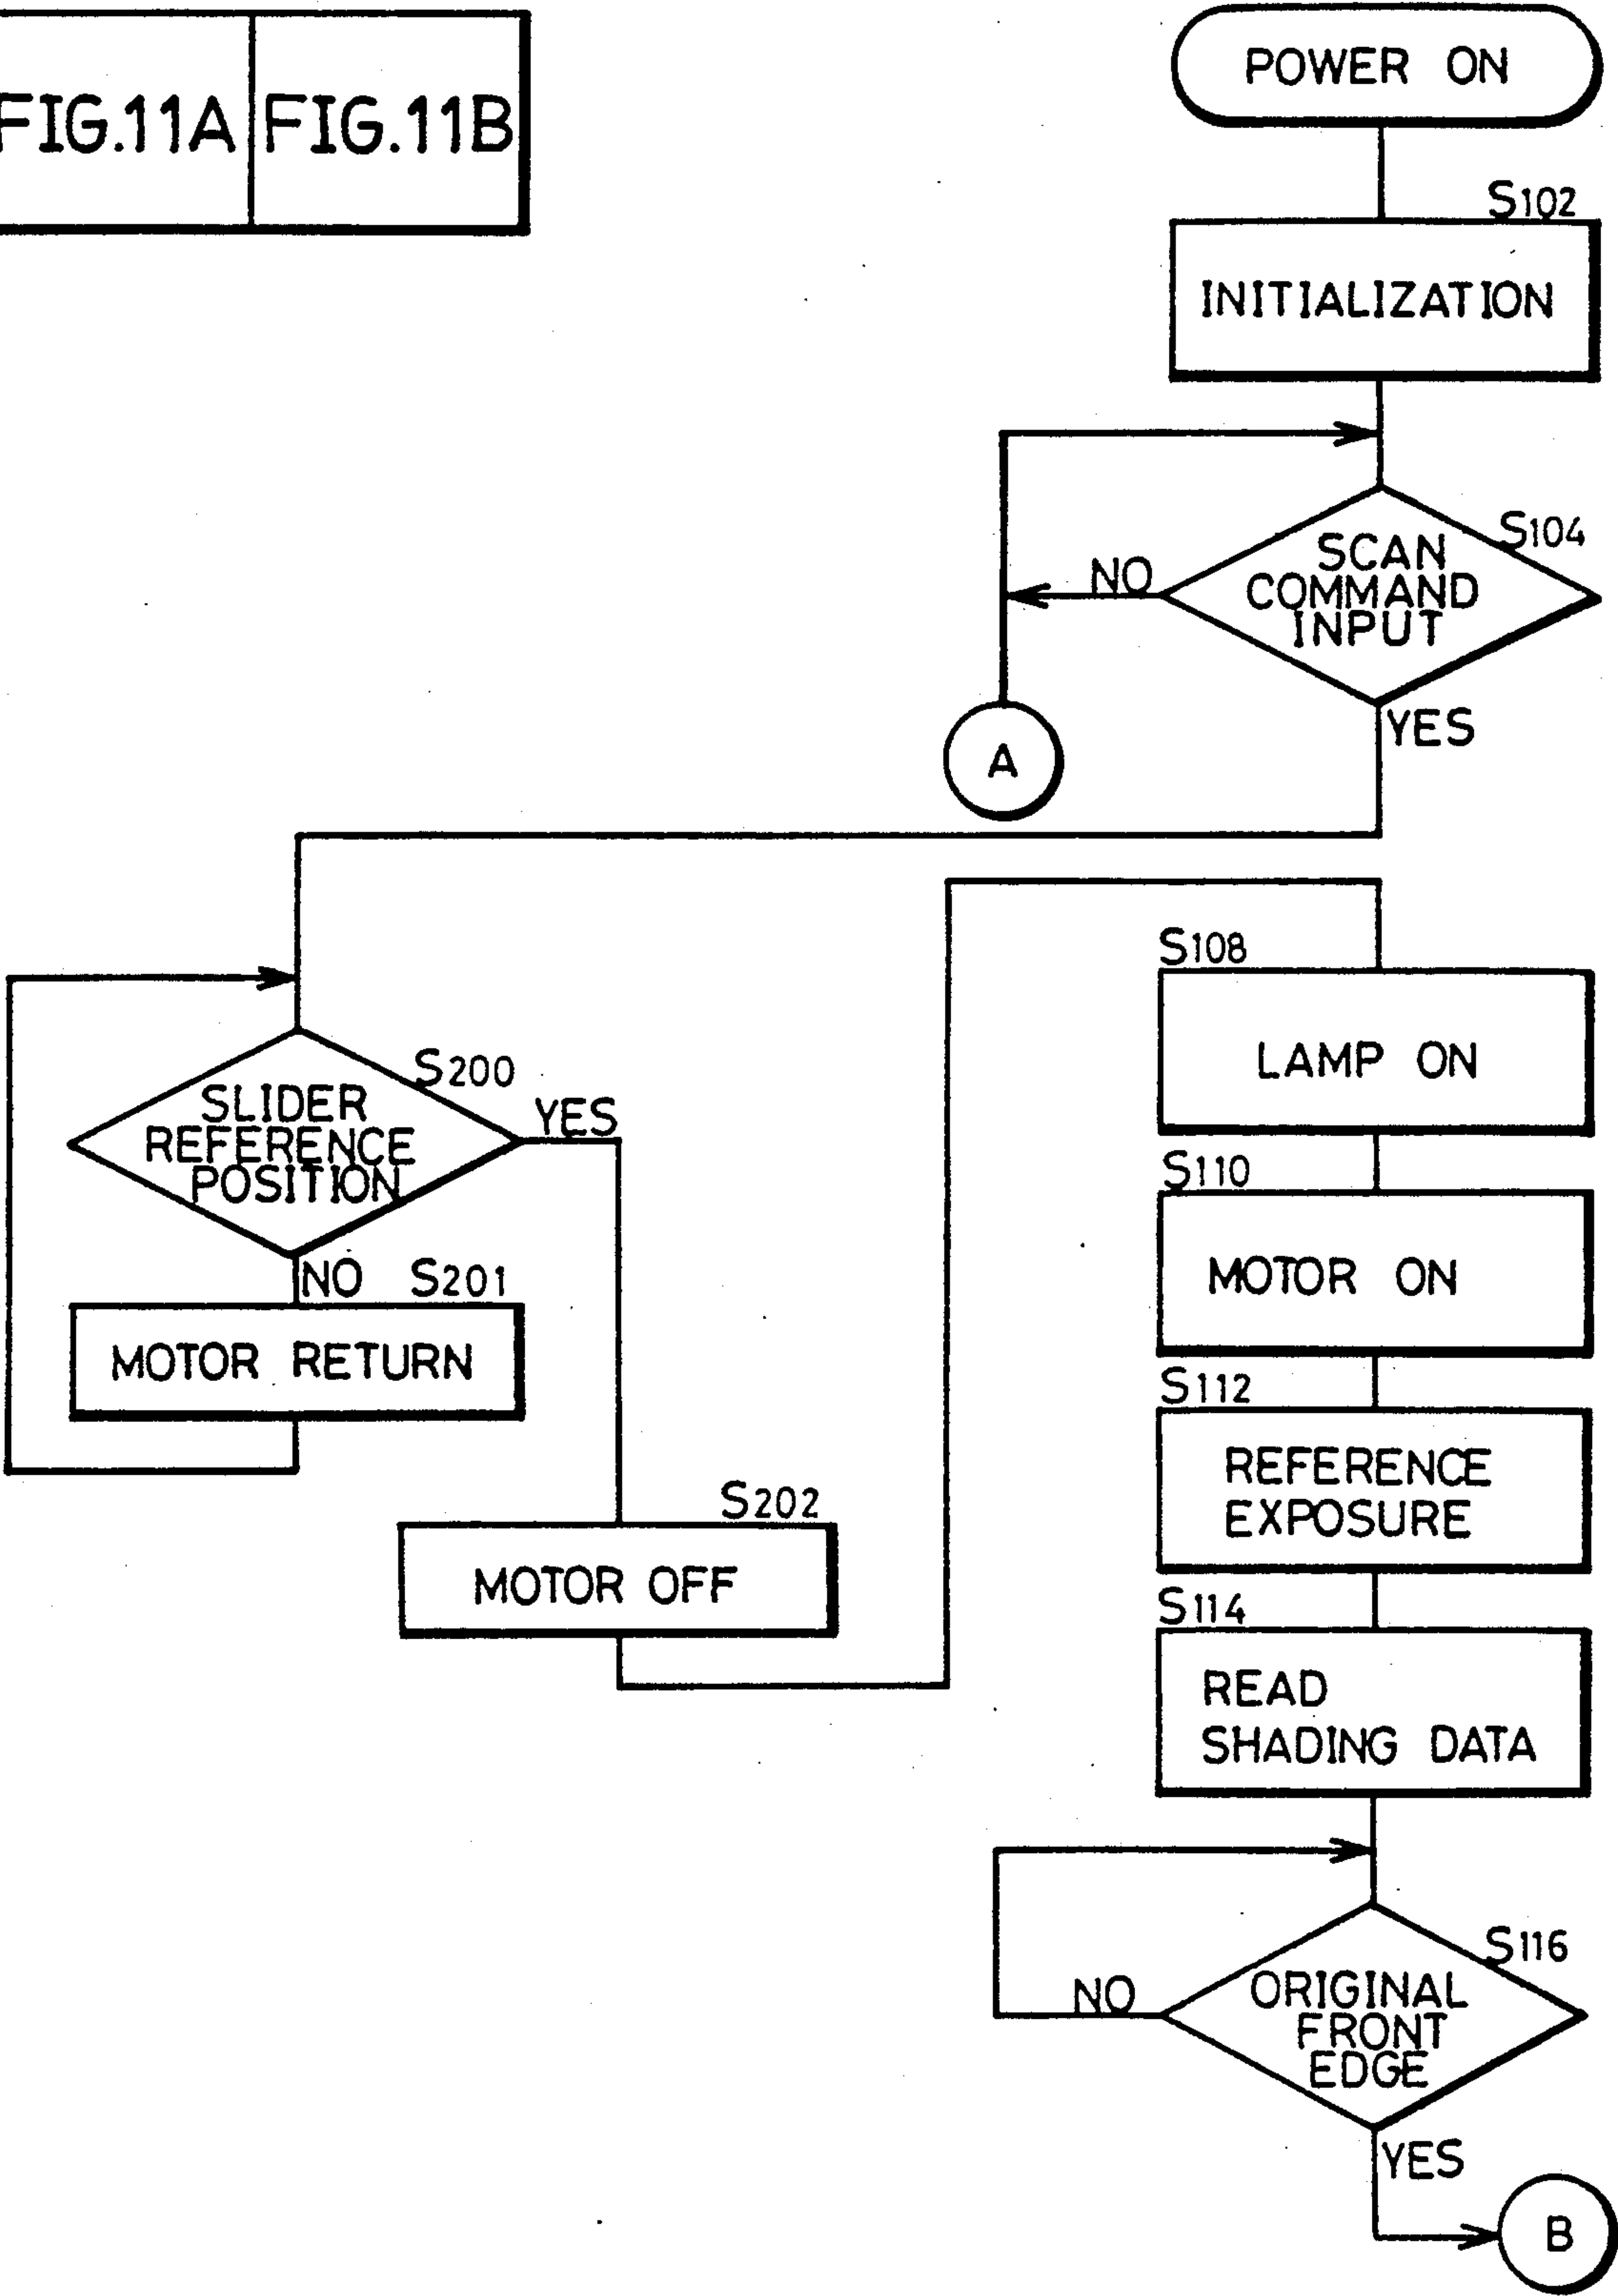 FIG.11A FIG.11B
POWER ON
S102
INITIALIZATION
S104
SCAN
COMMAND
INPUT
NO
YES
A
S200
SLIDER
REFERENCE
POSITION
YES
NO
S201
MOTOR RETURN
S202
MOTOR OFF
S108
LAMP ON
S110
MOTOR ON
S112
REFERENCE
EXPOSURE
S114
READ
SHADING DATA
S116
ORIGINAL
FRONT
EDGE
NO
YES
B